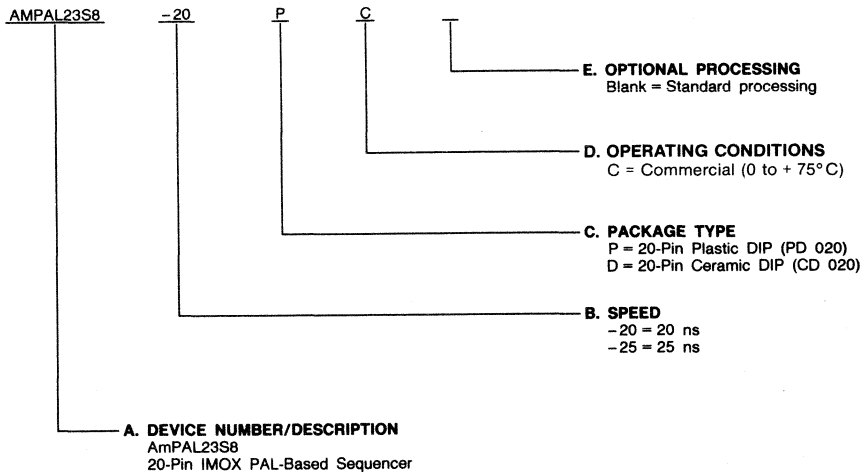 AMPAL23S8 -20 P C _
E. OPTIONAL PROCESSING
Blank = Standard processing
D. OPERATING CONDITIONS
C = Commercial (0 to + 75°C)
C. PACKAGE TYPE
P = 20-Pin Plastic DIP (PD 020)
D = 20-Pin Ceramic DIP (CD 020)
B. SPEED
-20 = 20 ns
-25 = 25 ns
A. DEVICE NUMBER/DESCRIPTION
AmPAL23S8
20-Pin IMOX PAL-Based Sequencer